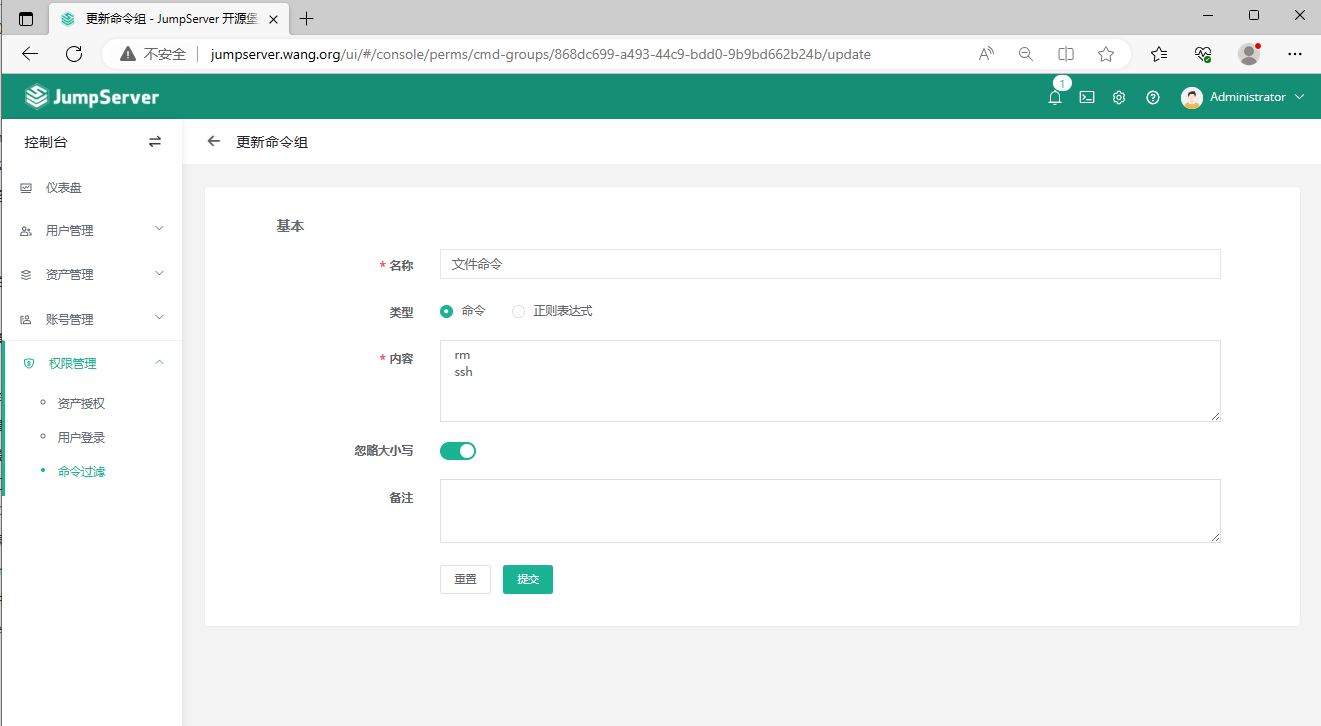 更新命令组 - JumpServer 开源堡
不安全 jumpserver.wang.org/ui/#/console/perms/cmd-groups/868dc699-a493-44c9-bdd0-9b9bd662b24b/update
JumpServer
1
Administrator
控制台
更新命令组
仪表盘
用户管理
资产管理
账号管理
权限管理
资产授权
用户登录
命令过滤
基本
* 名称 文件命令
类型 命令 正则表达式
* 内容 rm
ssh
忽略大小写
备注
重置 提交